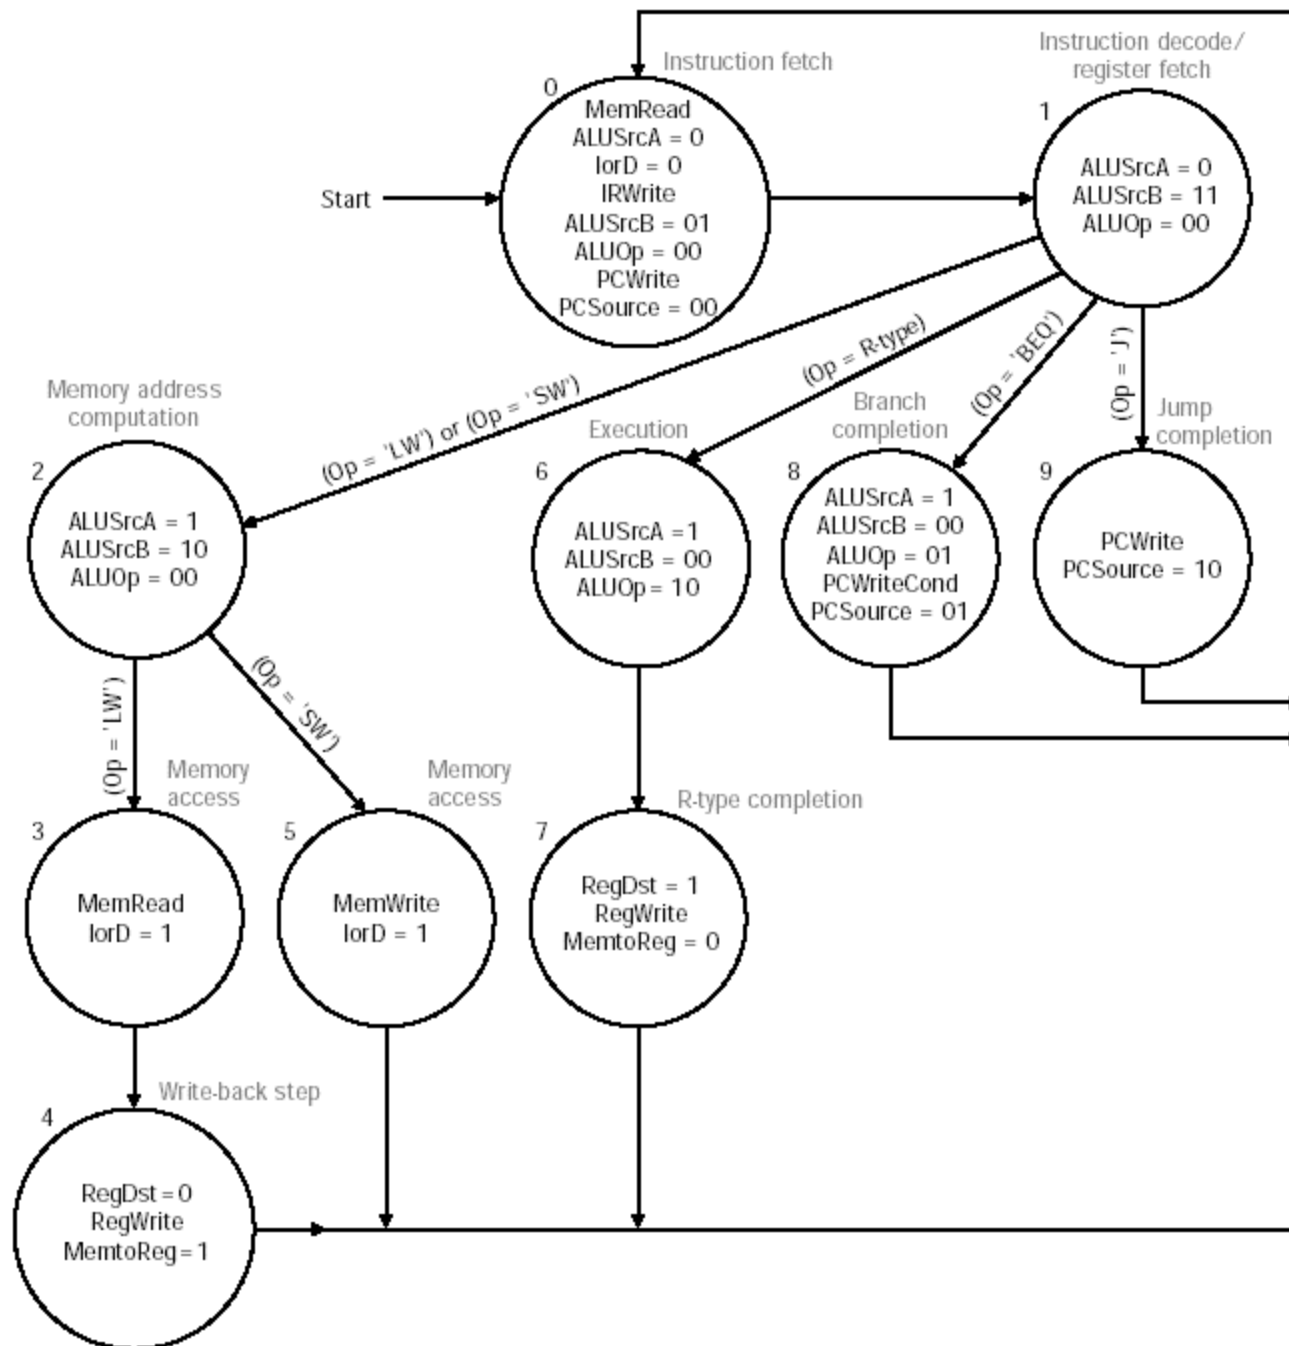 Instruction decode/
register fetch
Instruction fetch
0
MemRead
ALUSrcA = 0
IorD = 0
IRWrite
ALUSrcB = 01
ALUOp = 00
PCWrite
PCSource = 00
Start
1
ALUSrcA = 0
ALUSrcB = 11
ALUOp = 00
(Op = 'LW') or (Op = 'SW')
(Op = R-type)
(Op = 'BEQ')
(Op = 'J')
Memory address
computation
2
ALUSrcA = 1
ALUSrcB = 10
ALUOp = 00
Execution
6
ALUSrcA =1
ALUSrcB = 00
ALUOp= 10
Branch
completion
8
ALUSrcA = 1
ALUSrcB = 00
ALUOp = 01
PCWriteCond
PCSource = 01
Jump
completion
9
PCWrite
PCSource = 10
(Op = 'LW')
(Op = 'SW')
Memory
access
3
MemRead
IorD = 1
Memory
access
5
MemWrite
IorD = 1
R-type completion
7
RegDst = 1
RegWrite
MemtoReg = 0
Write-back step
4
RegDst=0
RegWrite
MemtoReg=1